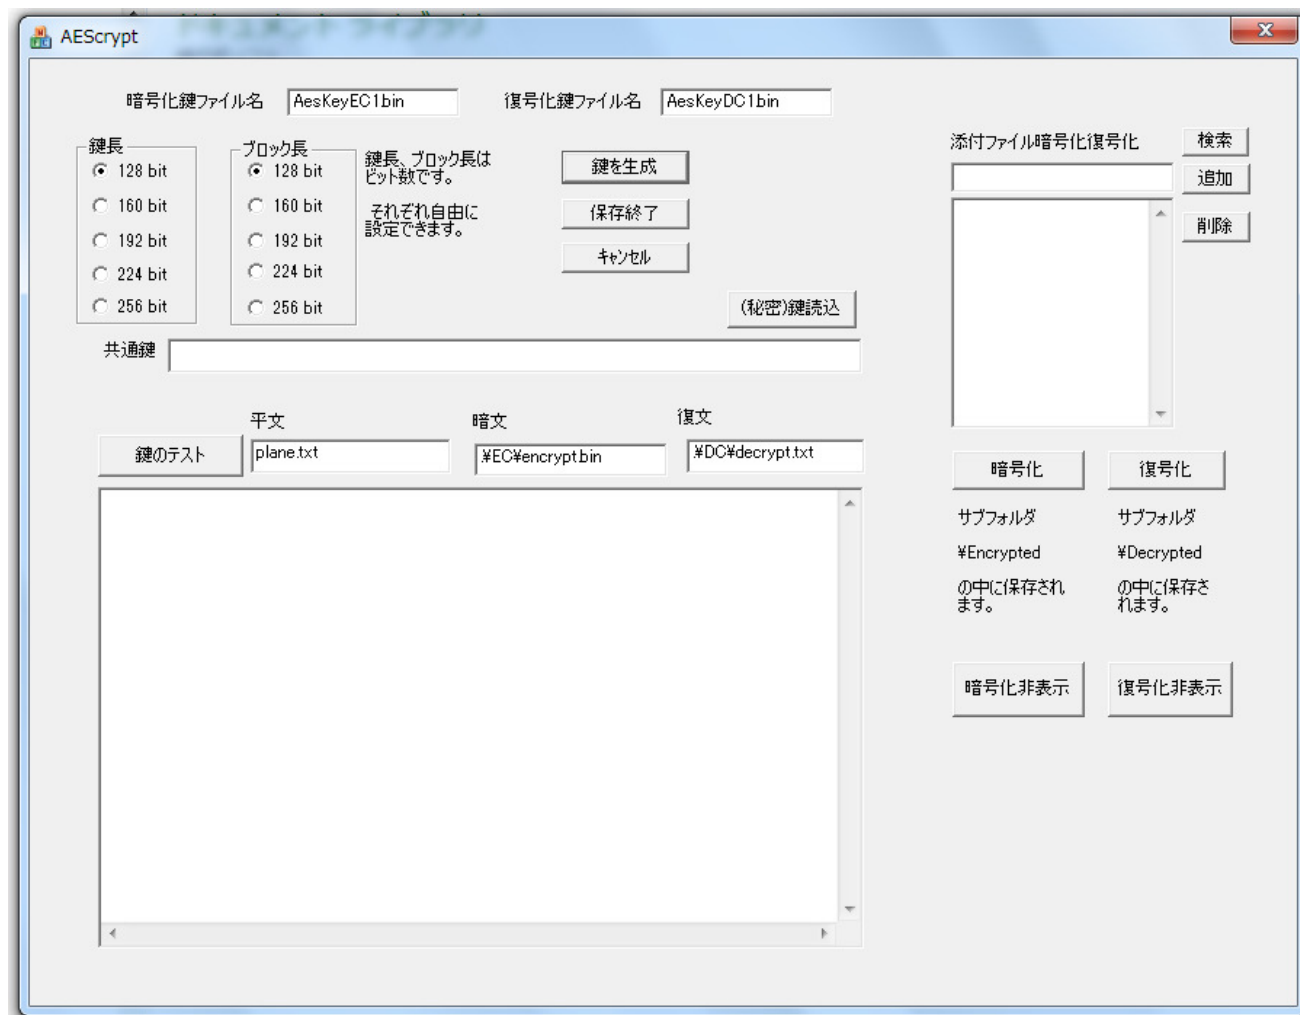 AEScrypt
暗号化鍵ファイル名
AesKeyEC1.bin
復号化鍵ファイル名
AesKeyDC1.bin
鍵長
128 bit
160 bit
192 bit
224 bit
256 bit
ブロック長
128 bit
160 bit
192 bit
224 bit
256 bit
鍵長、ブロック長は
ビット数です。
それぞれ自由に
設定できます。
鍵を生成
保存終了
キャンセル
(秘密)鍵読込
共通鍵
添付ファイル暗号化復号化
検索
追加
削除
平文
暗文
復文
鍵のテスト
plane.txt
¥EC¥encrypt.bin
¥DC¥decrypt.txt
暗号化
復号化
サブフォルダ
¥Encrypted
の中に保存され
ます。
サブフォルダ
¥Decrypted
の中に保存さ
れます。
暗号化非表示
復号化非表示